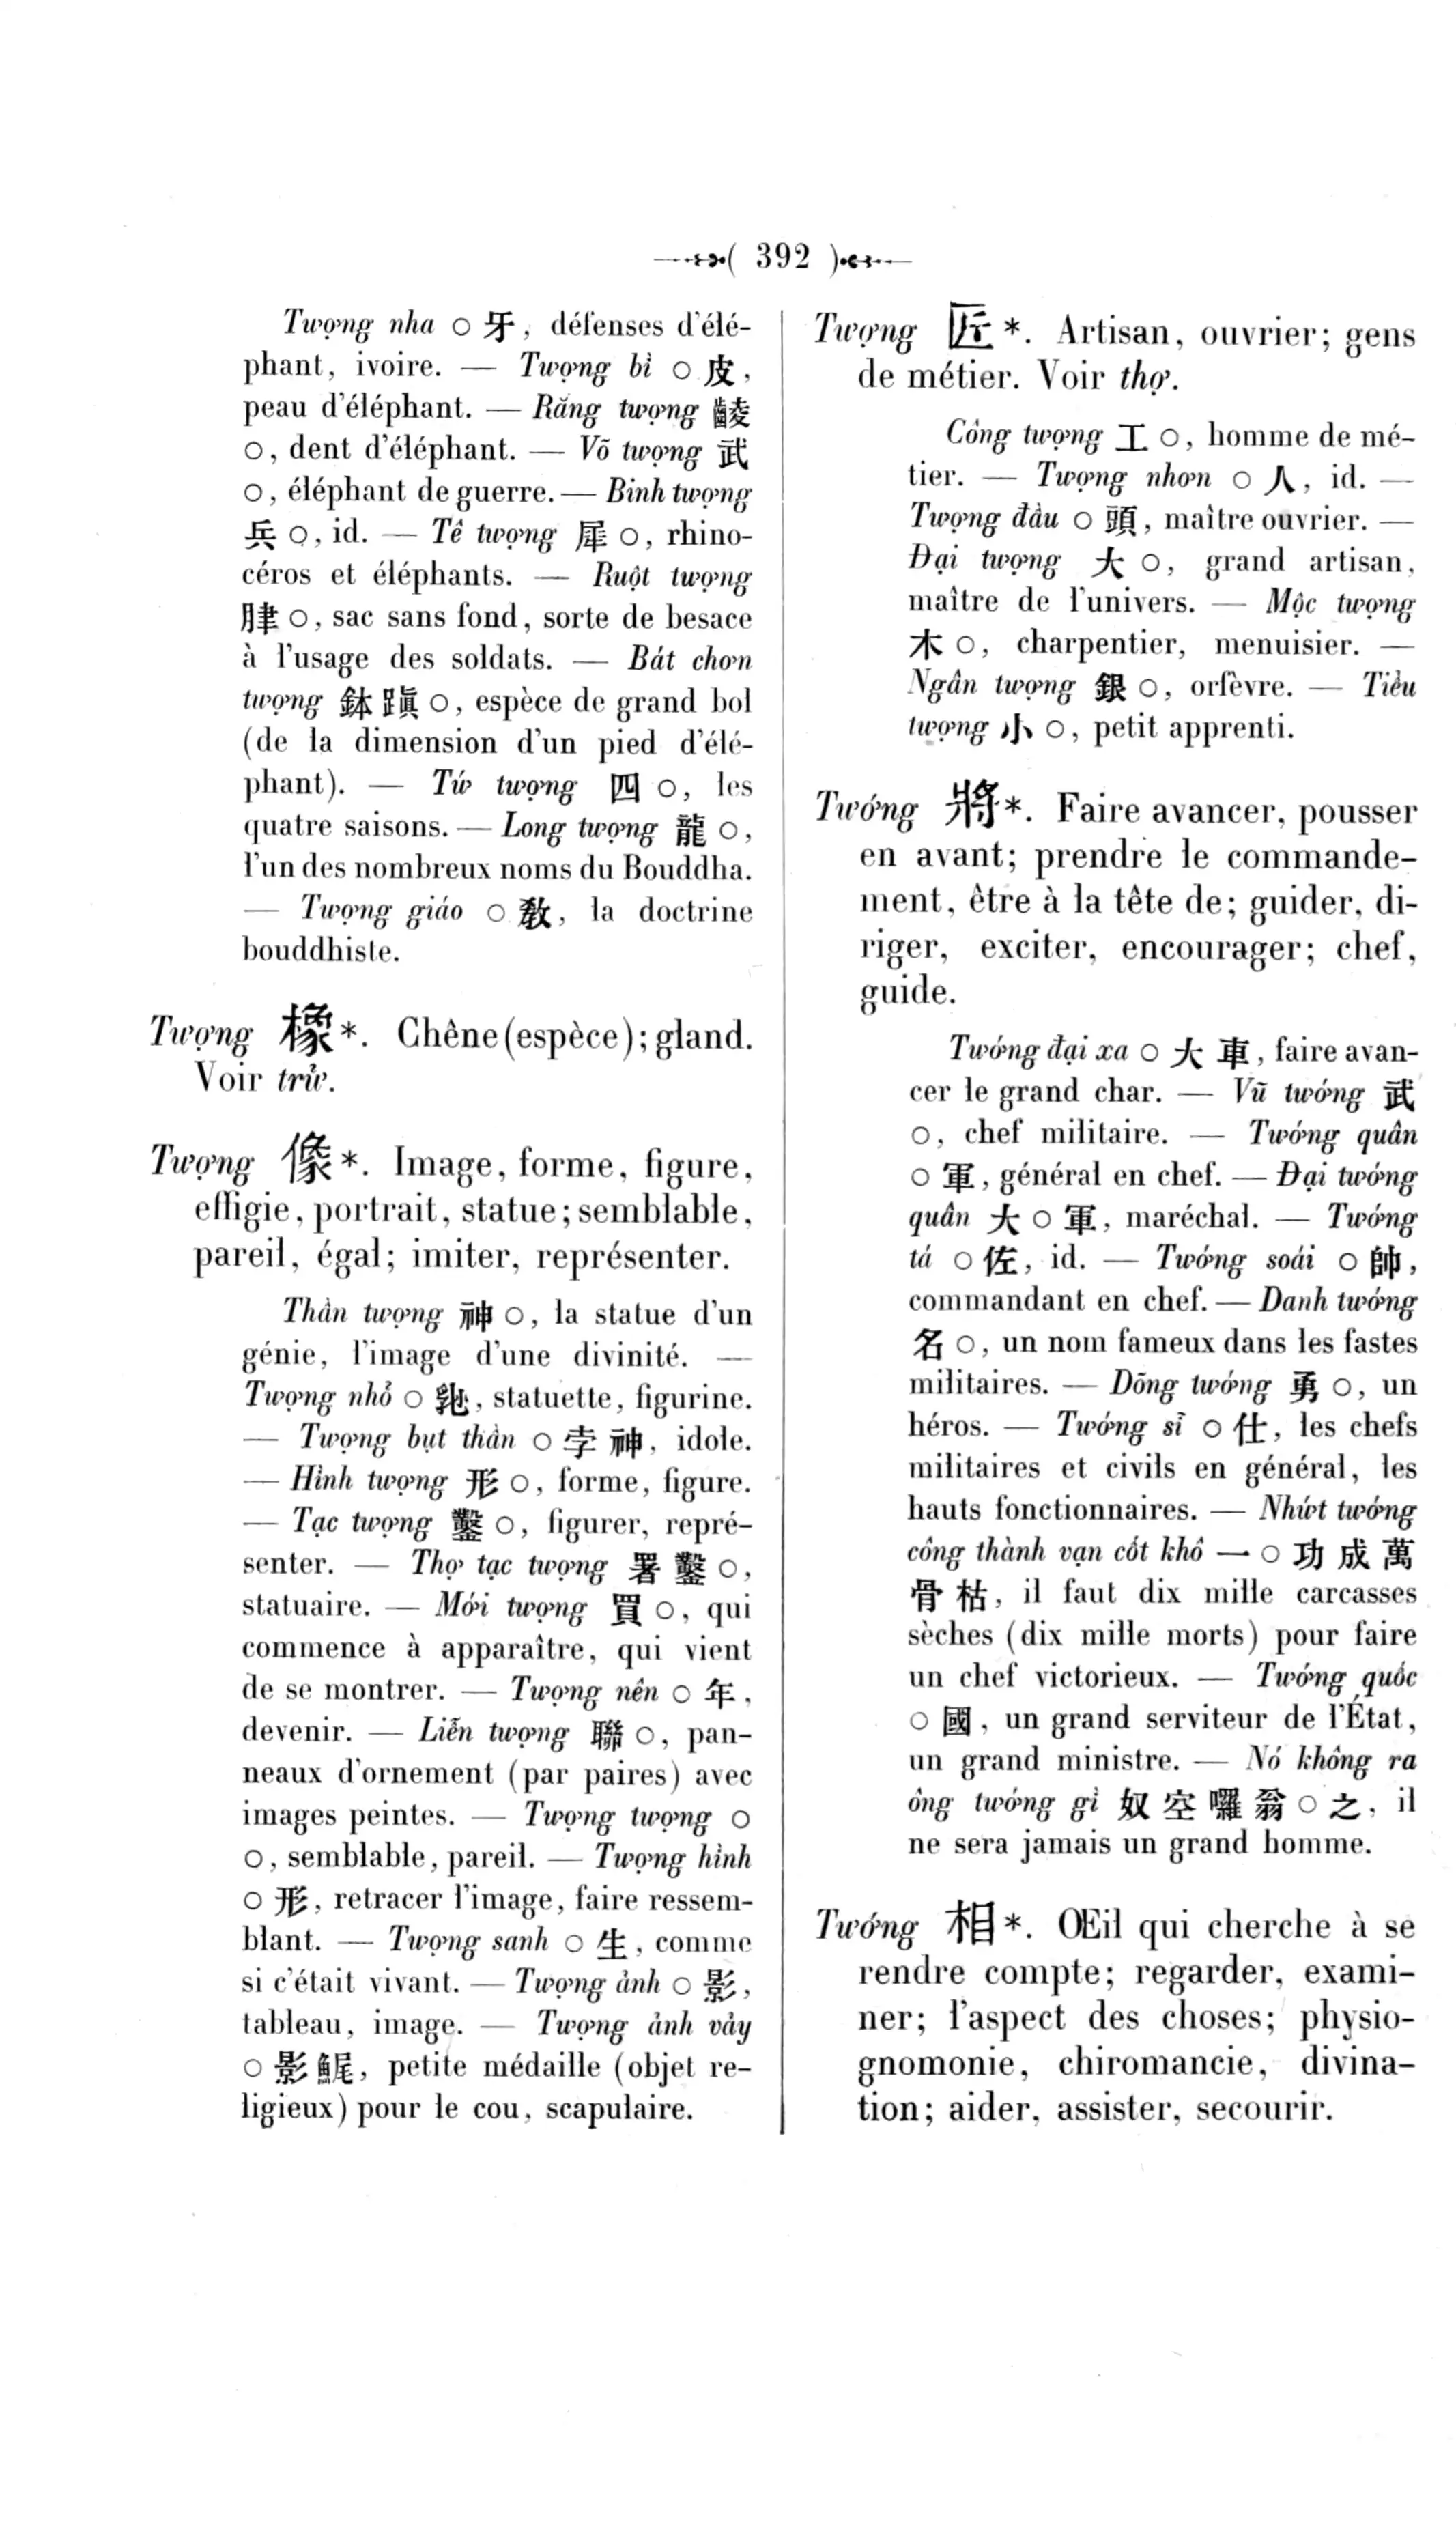 ( 392 )
Tượng nha ○ 牙, défenses d'élé-
phant, ivoire. — Tượng bì ○ 皮,
peau d'éléphant. — Răng tượng
○, dent d'éléphant. — Võ tượng 武
○, éléphant de guerre. — Binh tượng
兵 ○, id. — Tê tượng 犀 ○, rhino-
céros et éléphants. — Ruột tượng
○, sac sans fond, sorte de besace
à l'usage des soldats. — Bát chơn
tượng 鉢 蹎 ○, espèce de grand bol
(de la dimension d'un pied d'élé-
phant). — Tứ tượng 四 ○, les
quatre saisons. — Long tượng 龍 ○,
l'un des nombreux noms du Bouddha.
— Tượng giáo ○ 敎, la doctrine
bouddhiste.
Tượng 橡*. Chêne (espèce); gland.
Voir trử.
Tượng 像*. Image, forme, figure,
effigie, portrait, statue; semblable,
pareil, égal; imiter, représenter.
Thần tượng 神 ○, la statue d'un
génie, l'image d'une divinité. —
Tượng nhỏ ○, statuette, figurine.
— Tượng bụt thần ○ 孛 神, idole.
— Hình tượng 形 ○, forme, figure.
— Tạc tượng 鑿 ○, figurer, repré-
senter. — Thợ tạc tượng 署 鑿 ○,
statuaire. — Mới tượng 買 ○, qui
commence à apparaître, qui vient
de se montrer. — Tượng nên ○ 年,
devenir. — Liễn tượng 聯 ○, pan-
neaux d'ornement (par paires) avec
images peintes. — Tượng tượng ○
○, semblable, pareil. — Tượng hình
○ 形, retracer l'image, faire ressem-
blant. — Tượng sanh ○ 生, comme
si c'était vivant. — Tượng ảnh ○ 影,
tableau, image. — Tượng ảnh vảy
○ 影 䱵, petite médaille (objet re-
ligieux) pour le cou, scapulaire.
Tượng 匠*. Artisan, ouvrier; gens
de métier. Voir thợ.
Công tượng 工 ○, homme de mé-
tier. — Tượng nhơn ○ 人, id. —
Tượng đầu ○ 頭, maître ouvrier. —
Đại tượng 大 ○, grand artisan,
maître de l'univers. — Mộc tượng
木 ○, charpentier, menuisier. —
Ngân tượng 銀 ○, orfèvre. — Tiểu
tượng 小 ○, petit apprenti.
Tướng 將*. Faire avancer, pousser
en avant; prendre le commande-
ment, être à la tête de; guider, di-
riger, exciter, encourager; chef,
guide.
Tướng đại xa ○ 大 車, faire avan-
cer le grand char. — Vũ tướng 武
○, chef militaire. — Tướng quân
○ 軍, général en chef. — Đại tướng
quân 大 ○ 軍, maréchal. — Tướng
tá ○ 佐, id. — Tướng soái ○ 帥,
commandant en chef. — Danh tướng
名 ○, un nom fameux dans les fastes
militaires. — Dõng tướng 勇 ○, un
héros. — Tướng sĩ ○ 仕, les chefs
militaires et civils en général, les
hauts fonctionnaires. — Nhứt tướng
công thành vạn cốt khô 一 ○ 功 成 萬
骨 枯, il faut dix mille carcasses
sèches (dix mille morts) pour faire
un chef victorieux. — Tướng quốc
○ 國, un grand serviteur de l'État,
un grand ministre. — Nó không ra
ông tướng gì 奴 空 囉 翁 ○ 之, il
ne sera jamais un grand homme.
Tướng 相*. Œil qui cherche à se
rendre compte; regarder, exami-
ner; l'aspect des choses; physio-
gnomonie, chiromancie, divina-
tion; aider, assister, secourir.